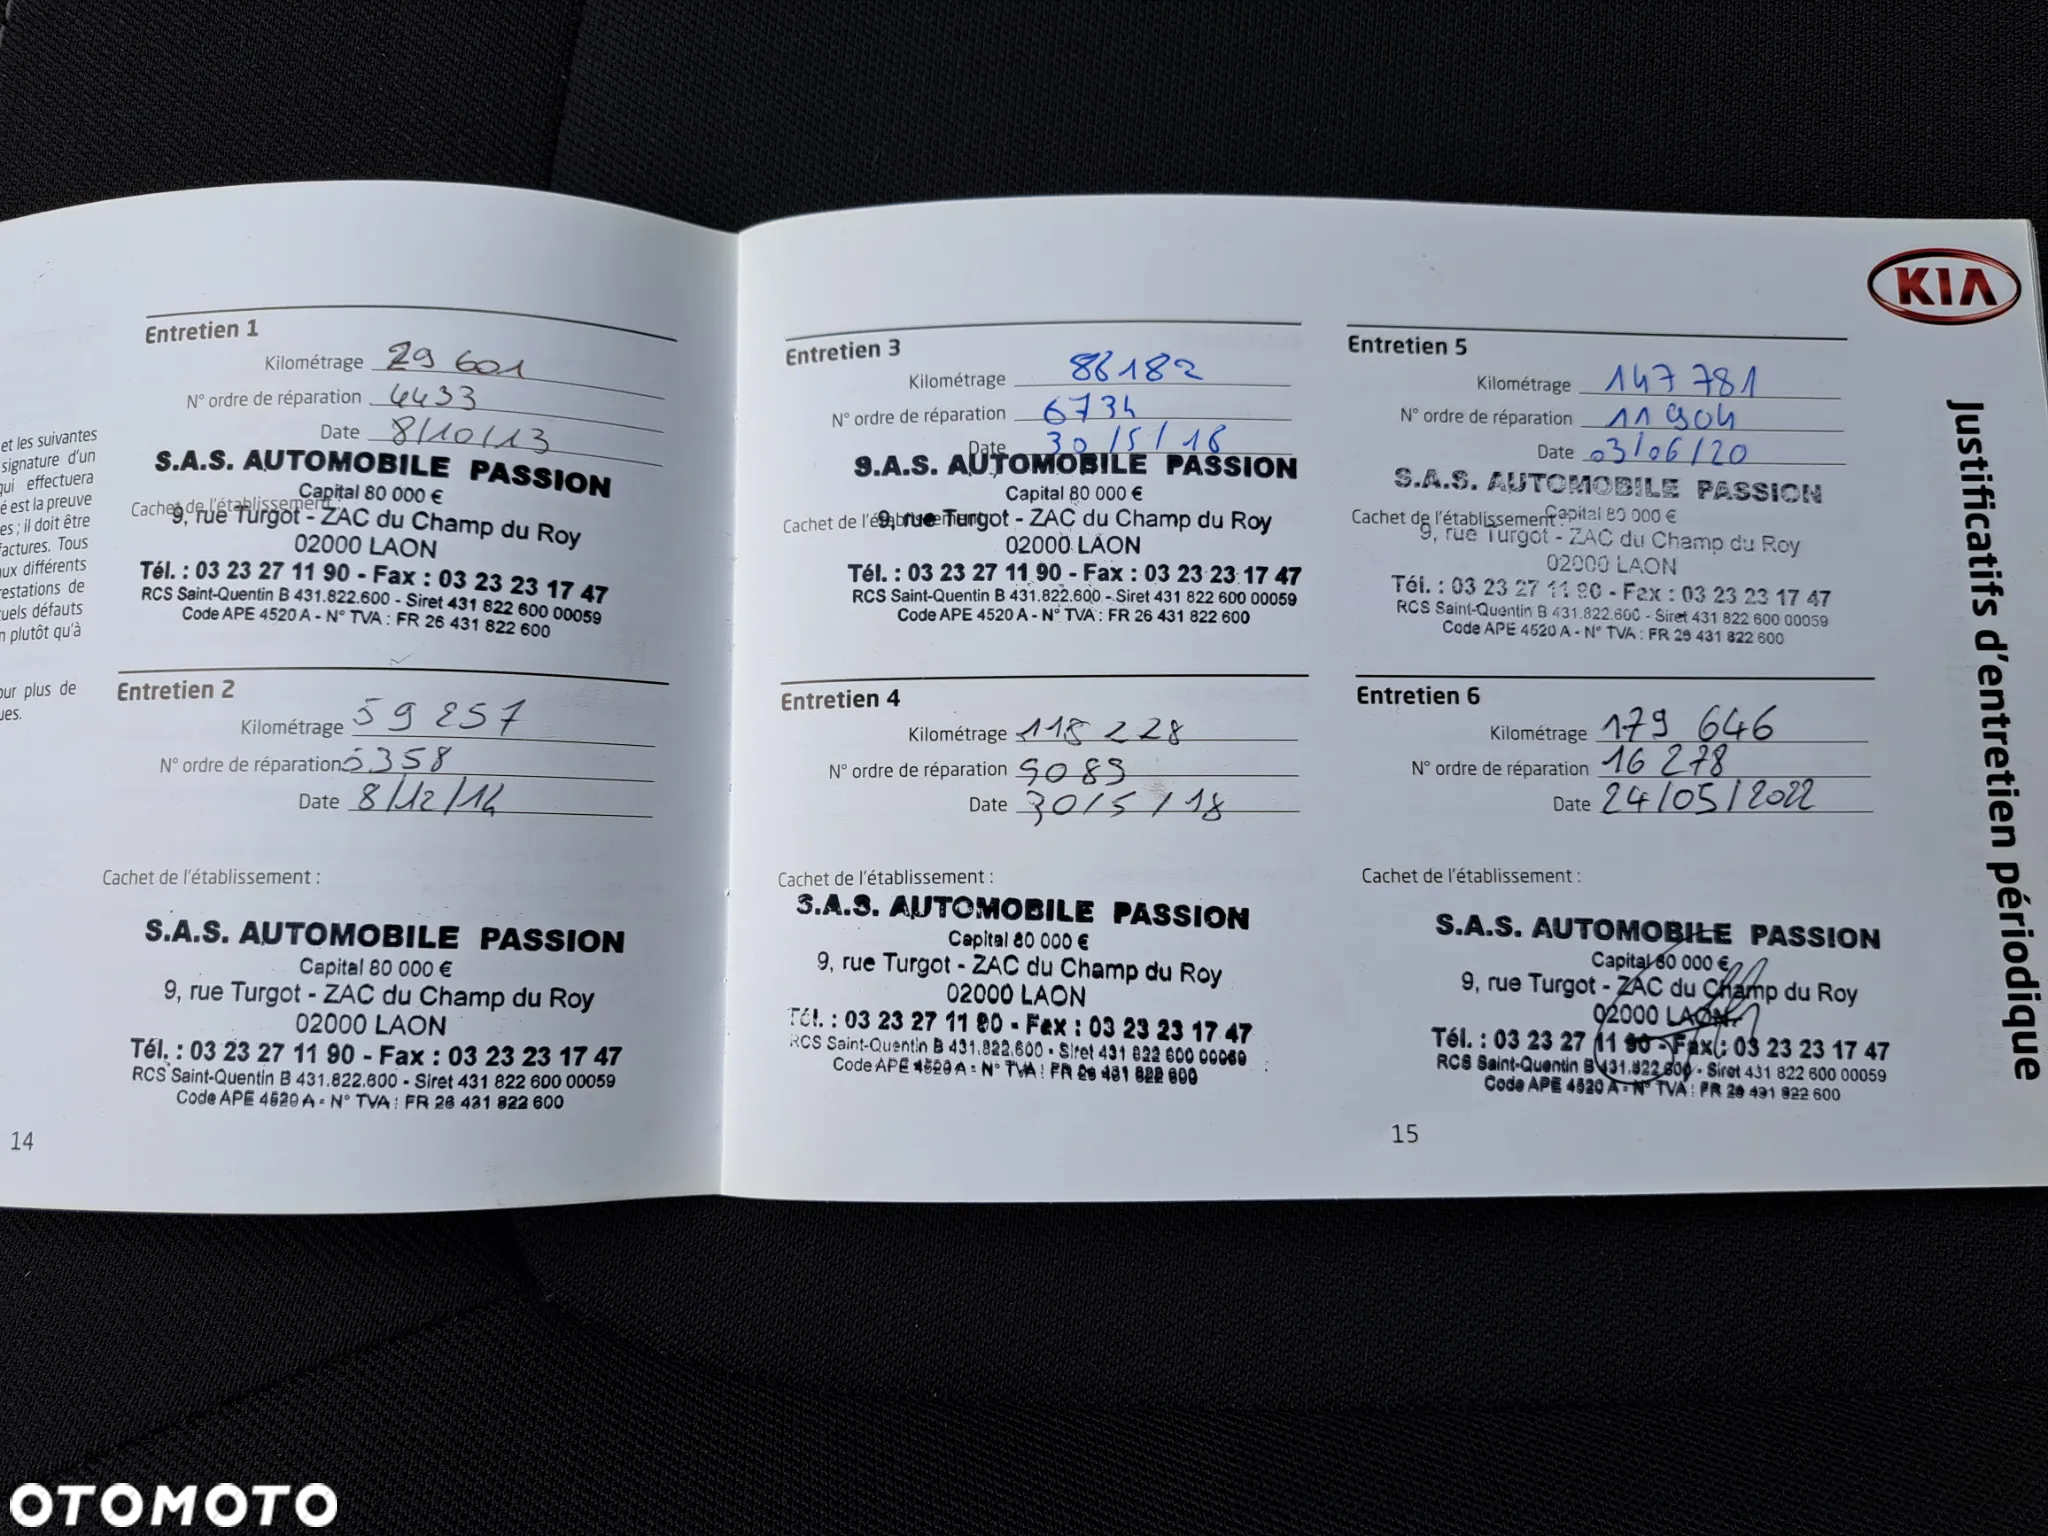 et les suivantes
signature d'un
qui effectuera
é est la preuve
es ; il doit être
factures. Tous
ux différents
restations de
uels défauts
n plutôt qu'à
our plus de
ues.
Entretien 1
Kilométrage 29 601
N° ordre de réparation 4433
Date 8/10/13
S.A.S. AUTOMOBILE PASSION
Capital 80 000 €
Cachet de l'établissement :
9, rue Turgot - ZAC du Champ du Roy
02000 LAON
Tél. : 03 23 27 11 90 - Fax : 03 23 23 17 47
RCS Saint-Quentin B 431.822.600 - Siret 431 822 600 00059
Code APE 4520 A - N° TVA : FR 26 431 822 600
Entretien 2
Kilométrage 59 257
N° ordre de réparation 5358
Date 8/12/14
Cachet de l'établissement :
S.A.S. AUTOMOBILE PASSION
Capital 80 000 €
9, rue Turgot - ZAC du Champ du Roy
02000 LAON
Tél. : 03 23 27 11 90 - Fax : 03 23 23 17 47
RCS Saint-Quentin B 431.822.600 - Siret 431 822 600 00059
Code APE 4520 A - N° TVA : FR 26 431 822 600
14
Entretien 3
Kilométrage 86182
N° ordre de réparation 6734
Date 30/5/16
S.A.S. AUTOMOBILE PASSION
Capital 80 000 €
Cachet de l'établissement :
9, rue Turgot - ZAC du Champ du Roy
02000 LAON
Tél. : 03 23 27 11 90 - Fax : 03 23 23 17 47
RCS Saint-Quentin B 431.822.600 - Siret 431 822 600 00059
Code APE 4520 A - N° TVA : FR 26 431 822 600
Entretien 4
Kilométrage 118 228
N° ordre de réparation 9089
Date 30/5/18
Cachet de l'établissement :
S.A.S. AUTOMOBILE PASSION
Capital 80 000 €
9, rue Turgot - ZAC du Champ du Roy
02000 LAON
Tél. : 03 23 27 11 90 - Fax : 03 23 23 17 47
RCS Saint-Quentin B 431.822.600 - Siret 431 822 600 00059
Code APE 4520 A - N° TVA : FR 26 431 822 600
Entretien 5
Kilométrage 147 781
N° ordre de réparation 11 904
Date 03/06/20
S.A.S. AUTOMOBILE PASSION
Capital 80 000 €
Cachet de l'établissement :
9, rue Turgot - ZAC du Champ du Roy
02000 LAON
Tél. : 03 23 27 11 90 - Fax : 03 23 23 17 47
RCS Saint-Quentin B 431.822.600 - Siret 431 822 600 00059
Code APE 4520 A - N° TVA : FR 26 431 822 600
Entretien 6
Kilométrage 179 646
N° ordre de réparation 16 278
Date 24/05/2022
Cachet de l'établissement :
S.A.S. AUTOMOBILE PASSION
Capital 80 000 €
9, rue Turgot - ZAC du Champ du Roy
02000 LAON
Tél. : 03 23 27 11 90 - Fax : 03 23 23 17 47
RCS Saint-Quentin B 431.822.600 - Siret 431 822 600 00059
Code APE 4520 A - N° TVA : FR 26 431 822 600
15
KIA
Justificatifs d'entretien périodique
OTOMOTO